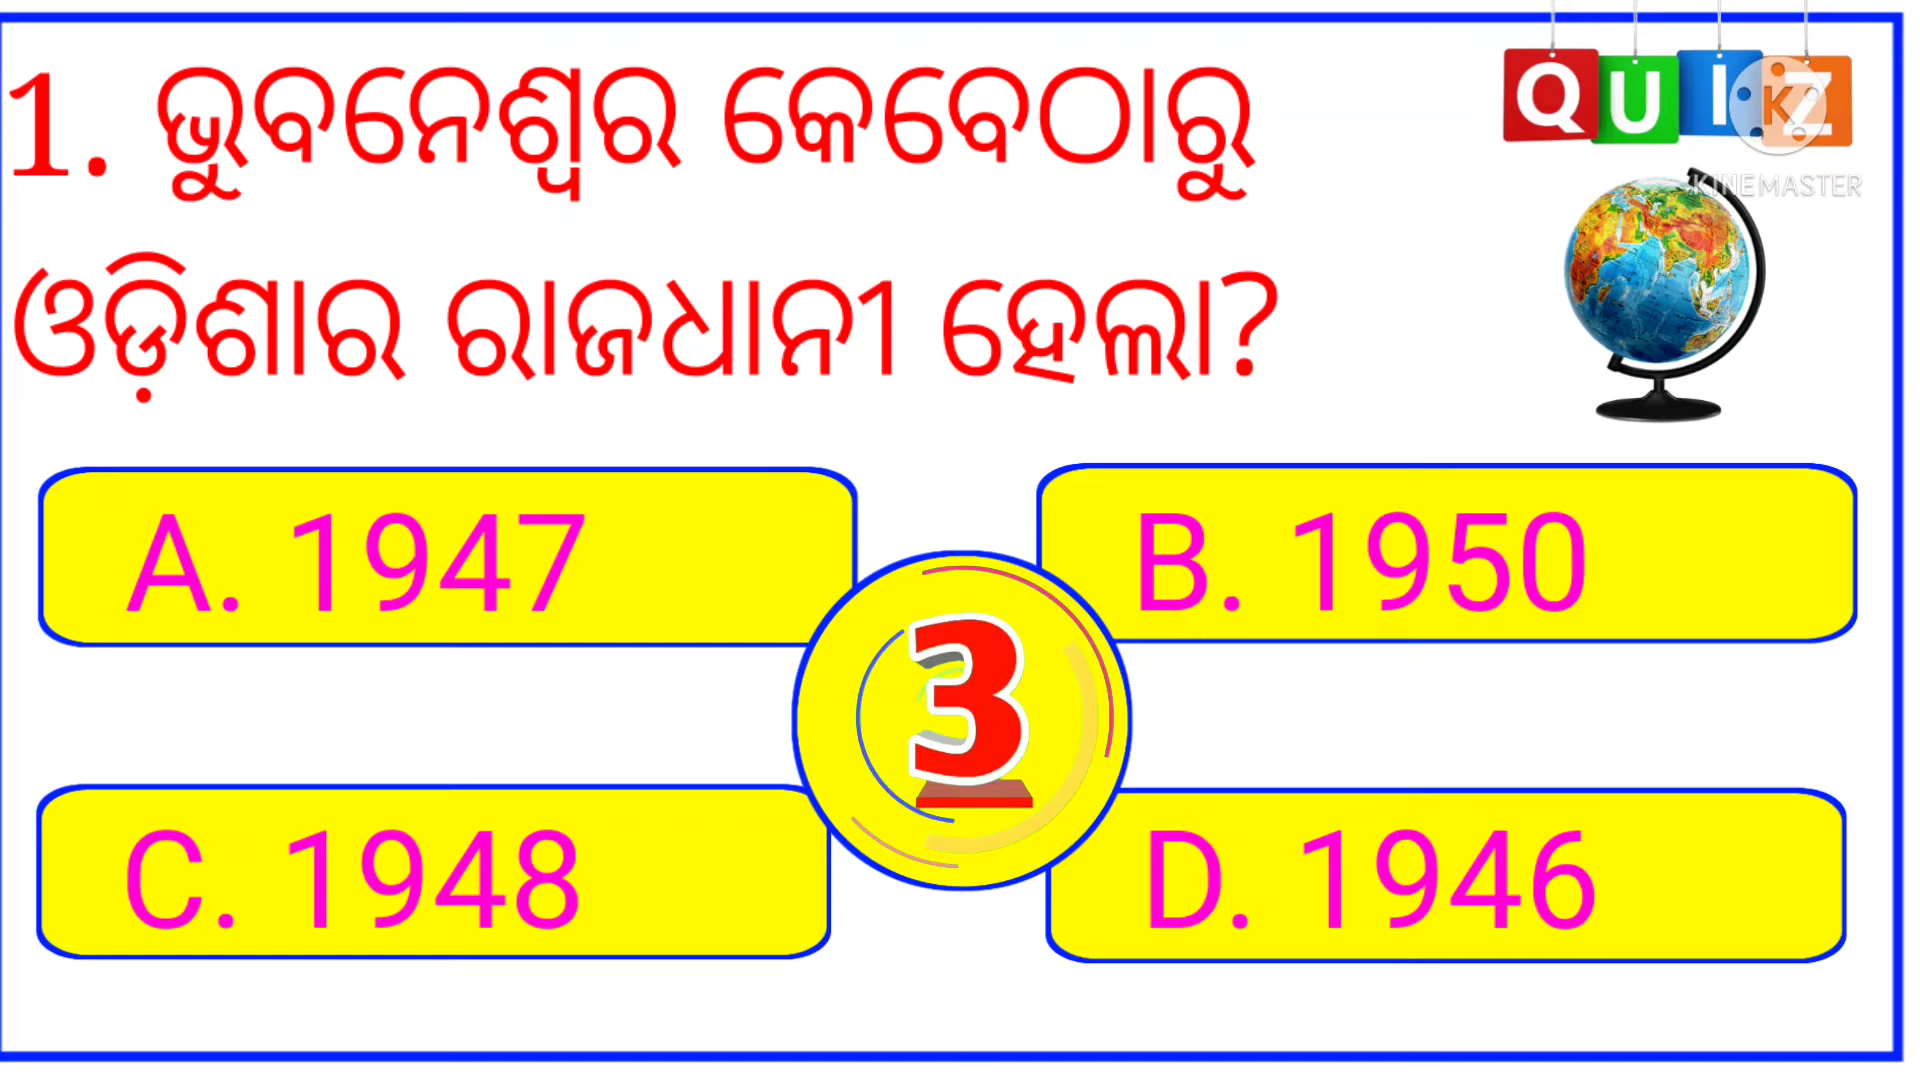 1. ଭୁବନେଶ୍ୱର କେବେଠାରୁ
ଓଡ଼ିଶାର ରାଜଧାନୀ ହେଲା?
QUIZ
K
KINEMASTER
A. 1947
B. 1950
3
C. 1948
D. 1946